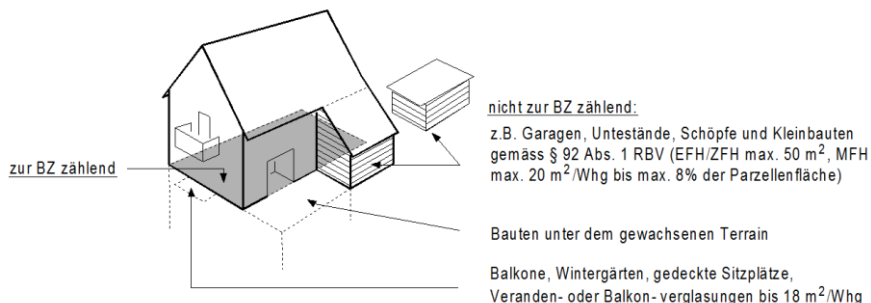 nicht zur BZ zählend:
z.B. Garagen, Untestände, Schöpfe und Kleinbauten
gemäss § 92 Abs. 1 RBV (EFH/ZFH max. 50 m², MFH
max. 20 m²/Whg bis max. 8% der Parzellenfläche)
zur BZ zählend
Bauten unter dem gewachsenen Terrain
Balkone, Wintergärten, gedeckte Sitzplätze,
Veranden- oder Balkon- verglasungen bis 18 m²/Whg